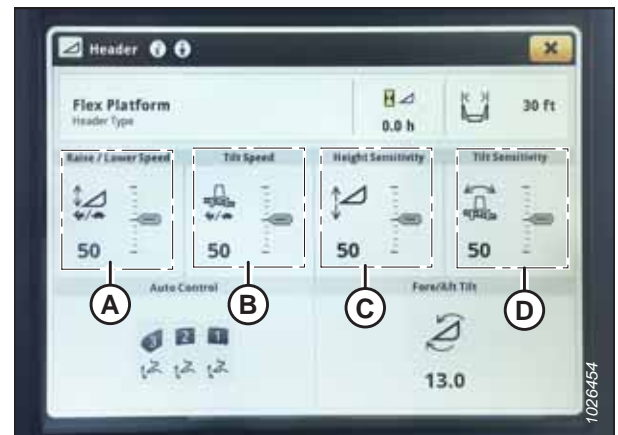 Header
Flex Platform
Header Type
0.0 h
30 ft
Raise / Lower Speed
Tilt Speed
Height Sensitivity
Tilt Sensitivity
50
50
50
50
A
B
C
D
Auto Control
Fore/Aft Tilt
3 2 1
13.0
1026454